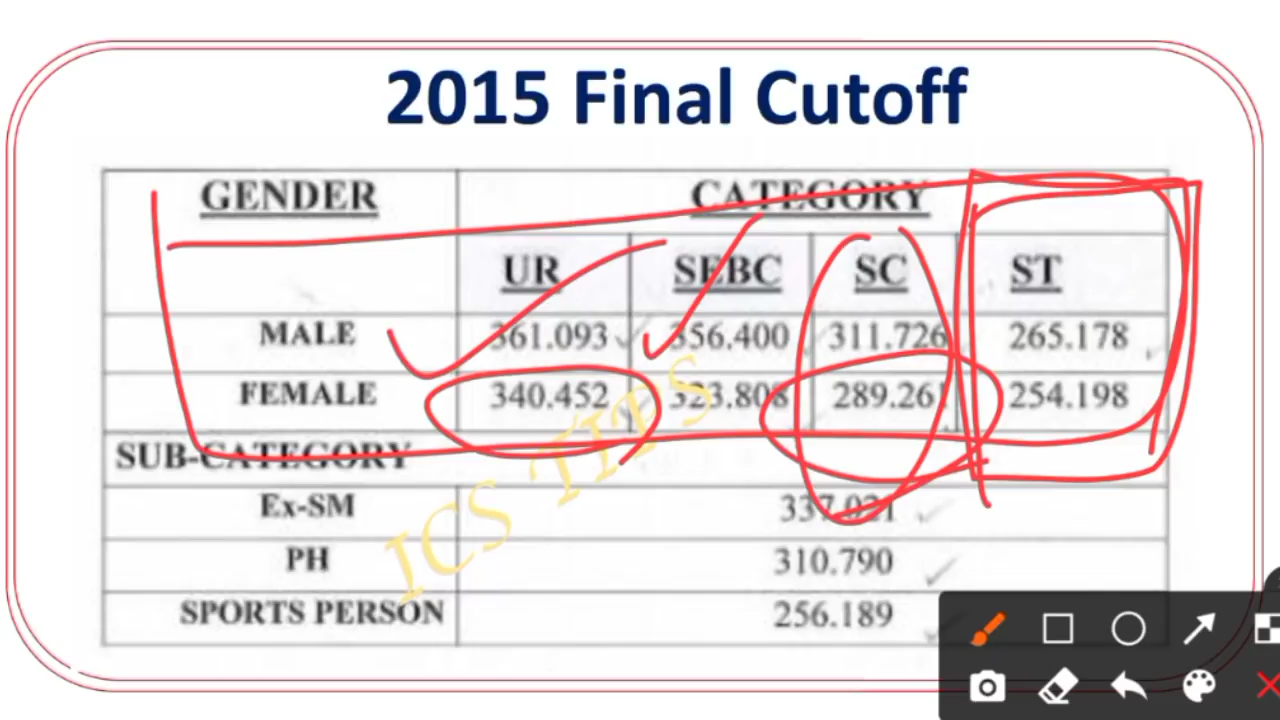 2015 Final Cutoff
GENDER CATEGORY
UR SEBC SC ST
MALE 361.093 356.400 311.726 265.178
FEMALE 340.452 323.808 289.261 254.198
SUB-CATEGORY
Ex-SM 337.021
PH 310.790
SPORTS PERSON 256.189
ICS TIPS